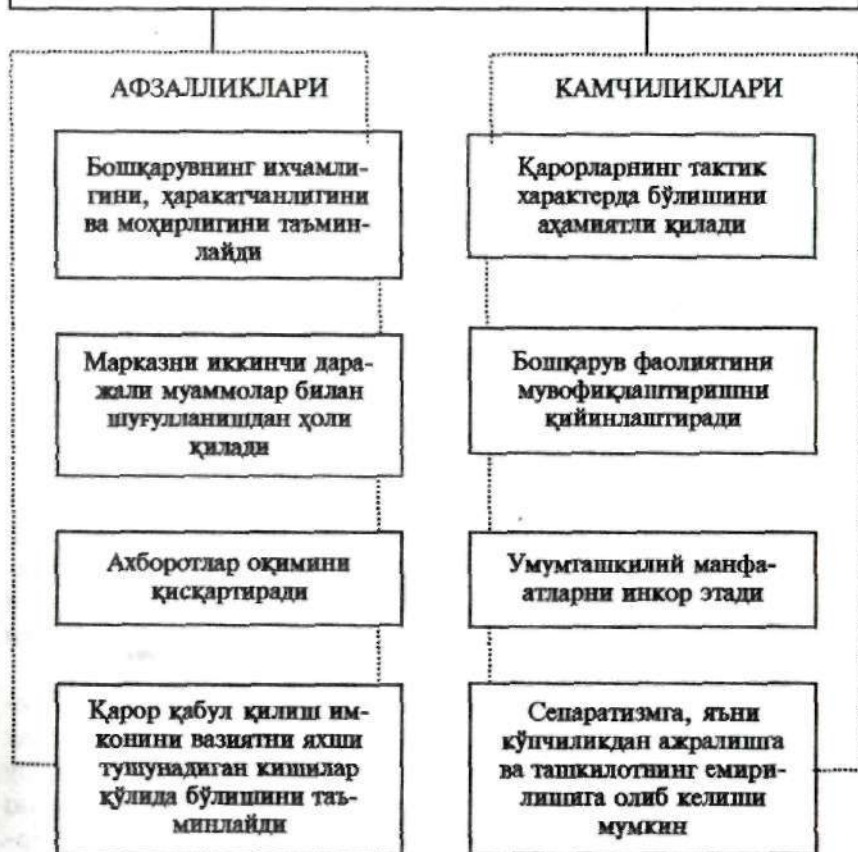 АФЗАЛЛИКЛАРИ
Бошқарувнинг ихчамли-
гини, ҳаракатчанлигини
ва моҳирлигини таъмин-
лайди
Марказни иккинчи дара-
жали муаммолар билан
шуғулланишдан ҳоли
қилади
Ахборотлар оқимини
қисқартиради
Қарор қабул қилиш им-
конини вазиятни яхши
тушунадиган кишилар
қўлида бўлишини таъ-
минлайди
КАМЧИЛИКЛАРИ
Қарорларнинг тактик
характерда бўлишини
аҳамиятли қилади
Бошқарув фаолиятини
мувофиқлаштиришни
қийинлаштиради
Умумташкилий манфа-
атларни инкор этади
Сепаратизмга, яъни
кўпчиликдан ажралишга
ва ташкилотнинг емири-
лишига олиб келиши
мумкин